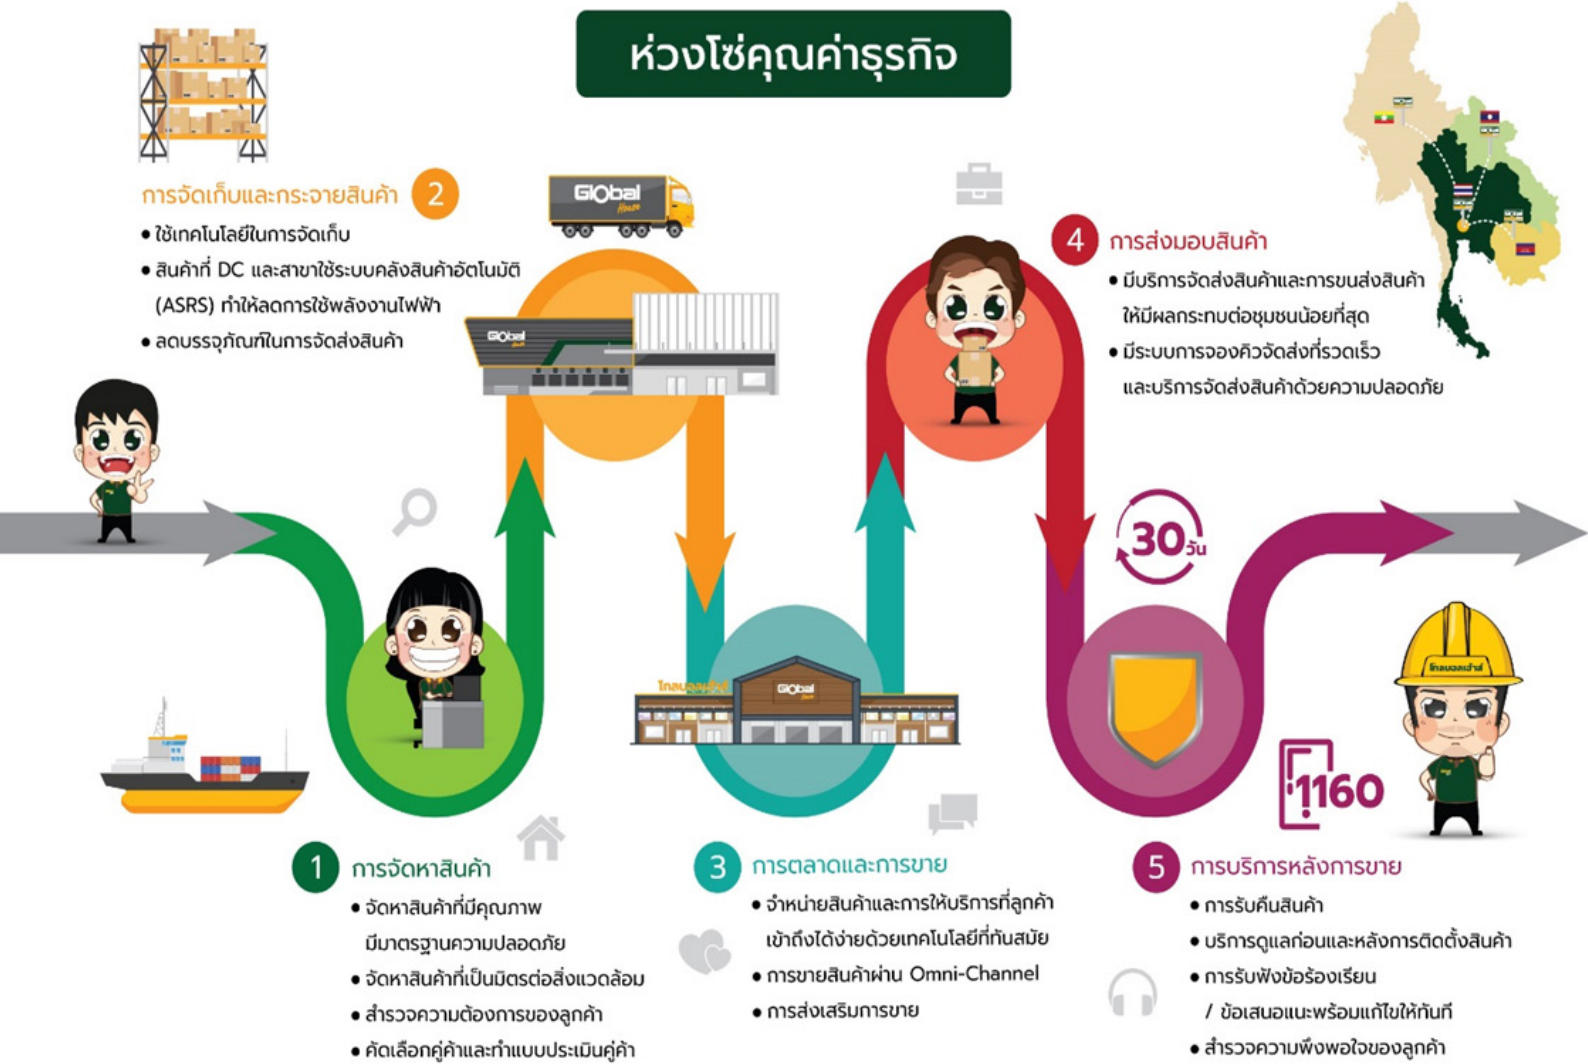 ห่วงโซ่คุณค่าธุรกิจ
การจัดเก็บและกระจายสินค้า 2
• ใช้เทคโนโลยีในการจัดเก็บ
• สินค้าที่ DC และสาขาใช้ระบบคลังสินค้าอัตโนมัติ
(ASRS) ทำให้ลดการใช้พลังงานไฟฟ้า
• ลดบรรจุภัณฑ์ในการจัดส่งสินค้า
Global
House
Global
House
4 การส่งมอบสินค้า
• มีบริการจัดส่งสินค้าและการขนส่งสินค้า
ให้มีผลกระทบต่อชุมชนน้อยที่สุด
• มีระบบการจองคิวจัดส่งที่รวดเร็ว
และบริการจัดส่งสินค้าด้วยความปลอดภัย
30 วัน
โกลบอลเฮ้าส์
Global
House
โกลบอลเฮ้าส์
1160
1 การจัดหาสินค้า
• จัดหาสินค้าที่มีคุณภาพ
มีมาตรฐานความปลอดภัย
• จัดหาสินค้าที่เป็นมิตรต่อสิ่งแวดล้อม
• สำรวจความต้องการของลูกค้า
• คัดเลือกคู่ค้าและทำแบบประเมินคู่ค้า
3 การตลาดและการขาย
• จำหน่ายสินค้าและการให้บริการที่ลูกค้า
เข้าถึงได้ง่ายด้วยเทคโนโลยีที่ทันสมัย
• การขายสินค้าผ่าน Omni-Channel
• การส่งเสริมการขาย
5 การบริการหลังการขาย
• การรับคืนสินค้า
• บริการดูแลก่อนและหลังการติดตั้งสินค้า
• การรับฟังข้อร้องเรียน
/ ข้อเสนอแนะพร้อมแก้ไขให้ทันที
• สำรวจความพึงพอใจของลูกค้า